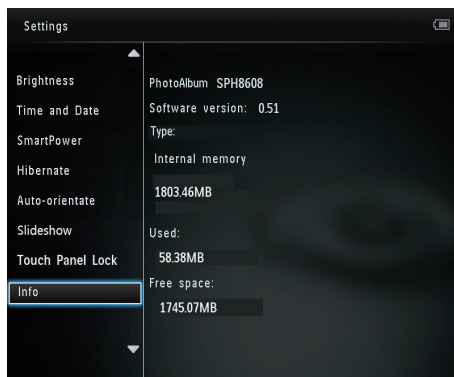 Settings
Brightness
Time and Date
SmartPower
Hibernate
Auto-orientate
Slideshow
Touch Panel Lock
Info
PhotoAlbum SPH8608
Software version: 0.51
Type:
Internal memory
1803.46MB
Used:
58.38MB
Free space:
1745.07MB